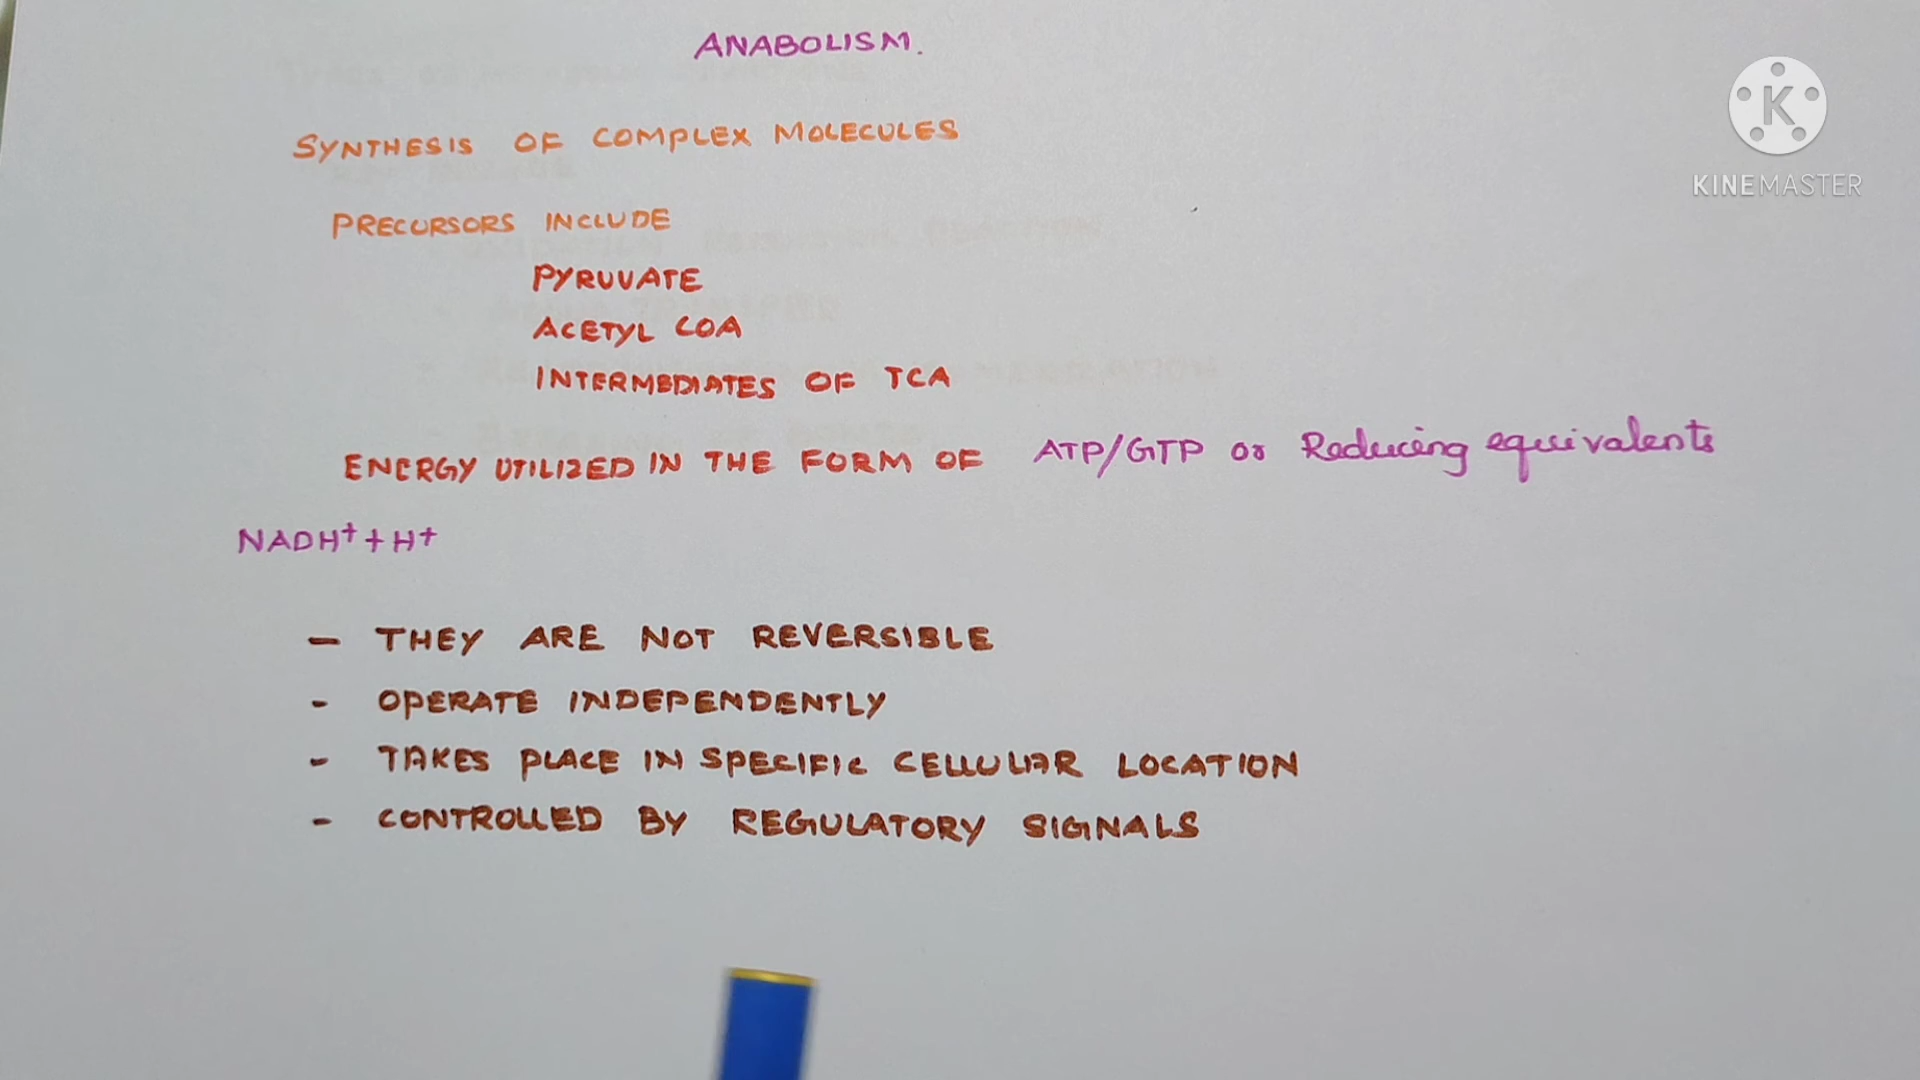 ANABOLISM.
SYNTHESIS OF COMPLEX MOLECULES
PRECURSORS INCLUDE
PYRUVATE
ACETYL COA
INTERMEDIATES OF TCA
ENERGY UTILIZED IN THE FORM OF ATP/GTP or Reducing equivalents
NADH⁺ + H⁺
- THEY ARE NOT REVERSIBLE
- OPERATE INDEPENDENTLY
- TAKES PLACE IN SPECIFIC CELLULAR LOCATION
- CONTROLLED BY REGULATORY SIGNALS
K
KINEMASTER